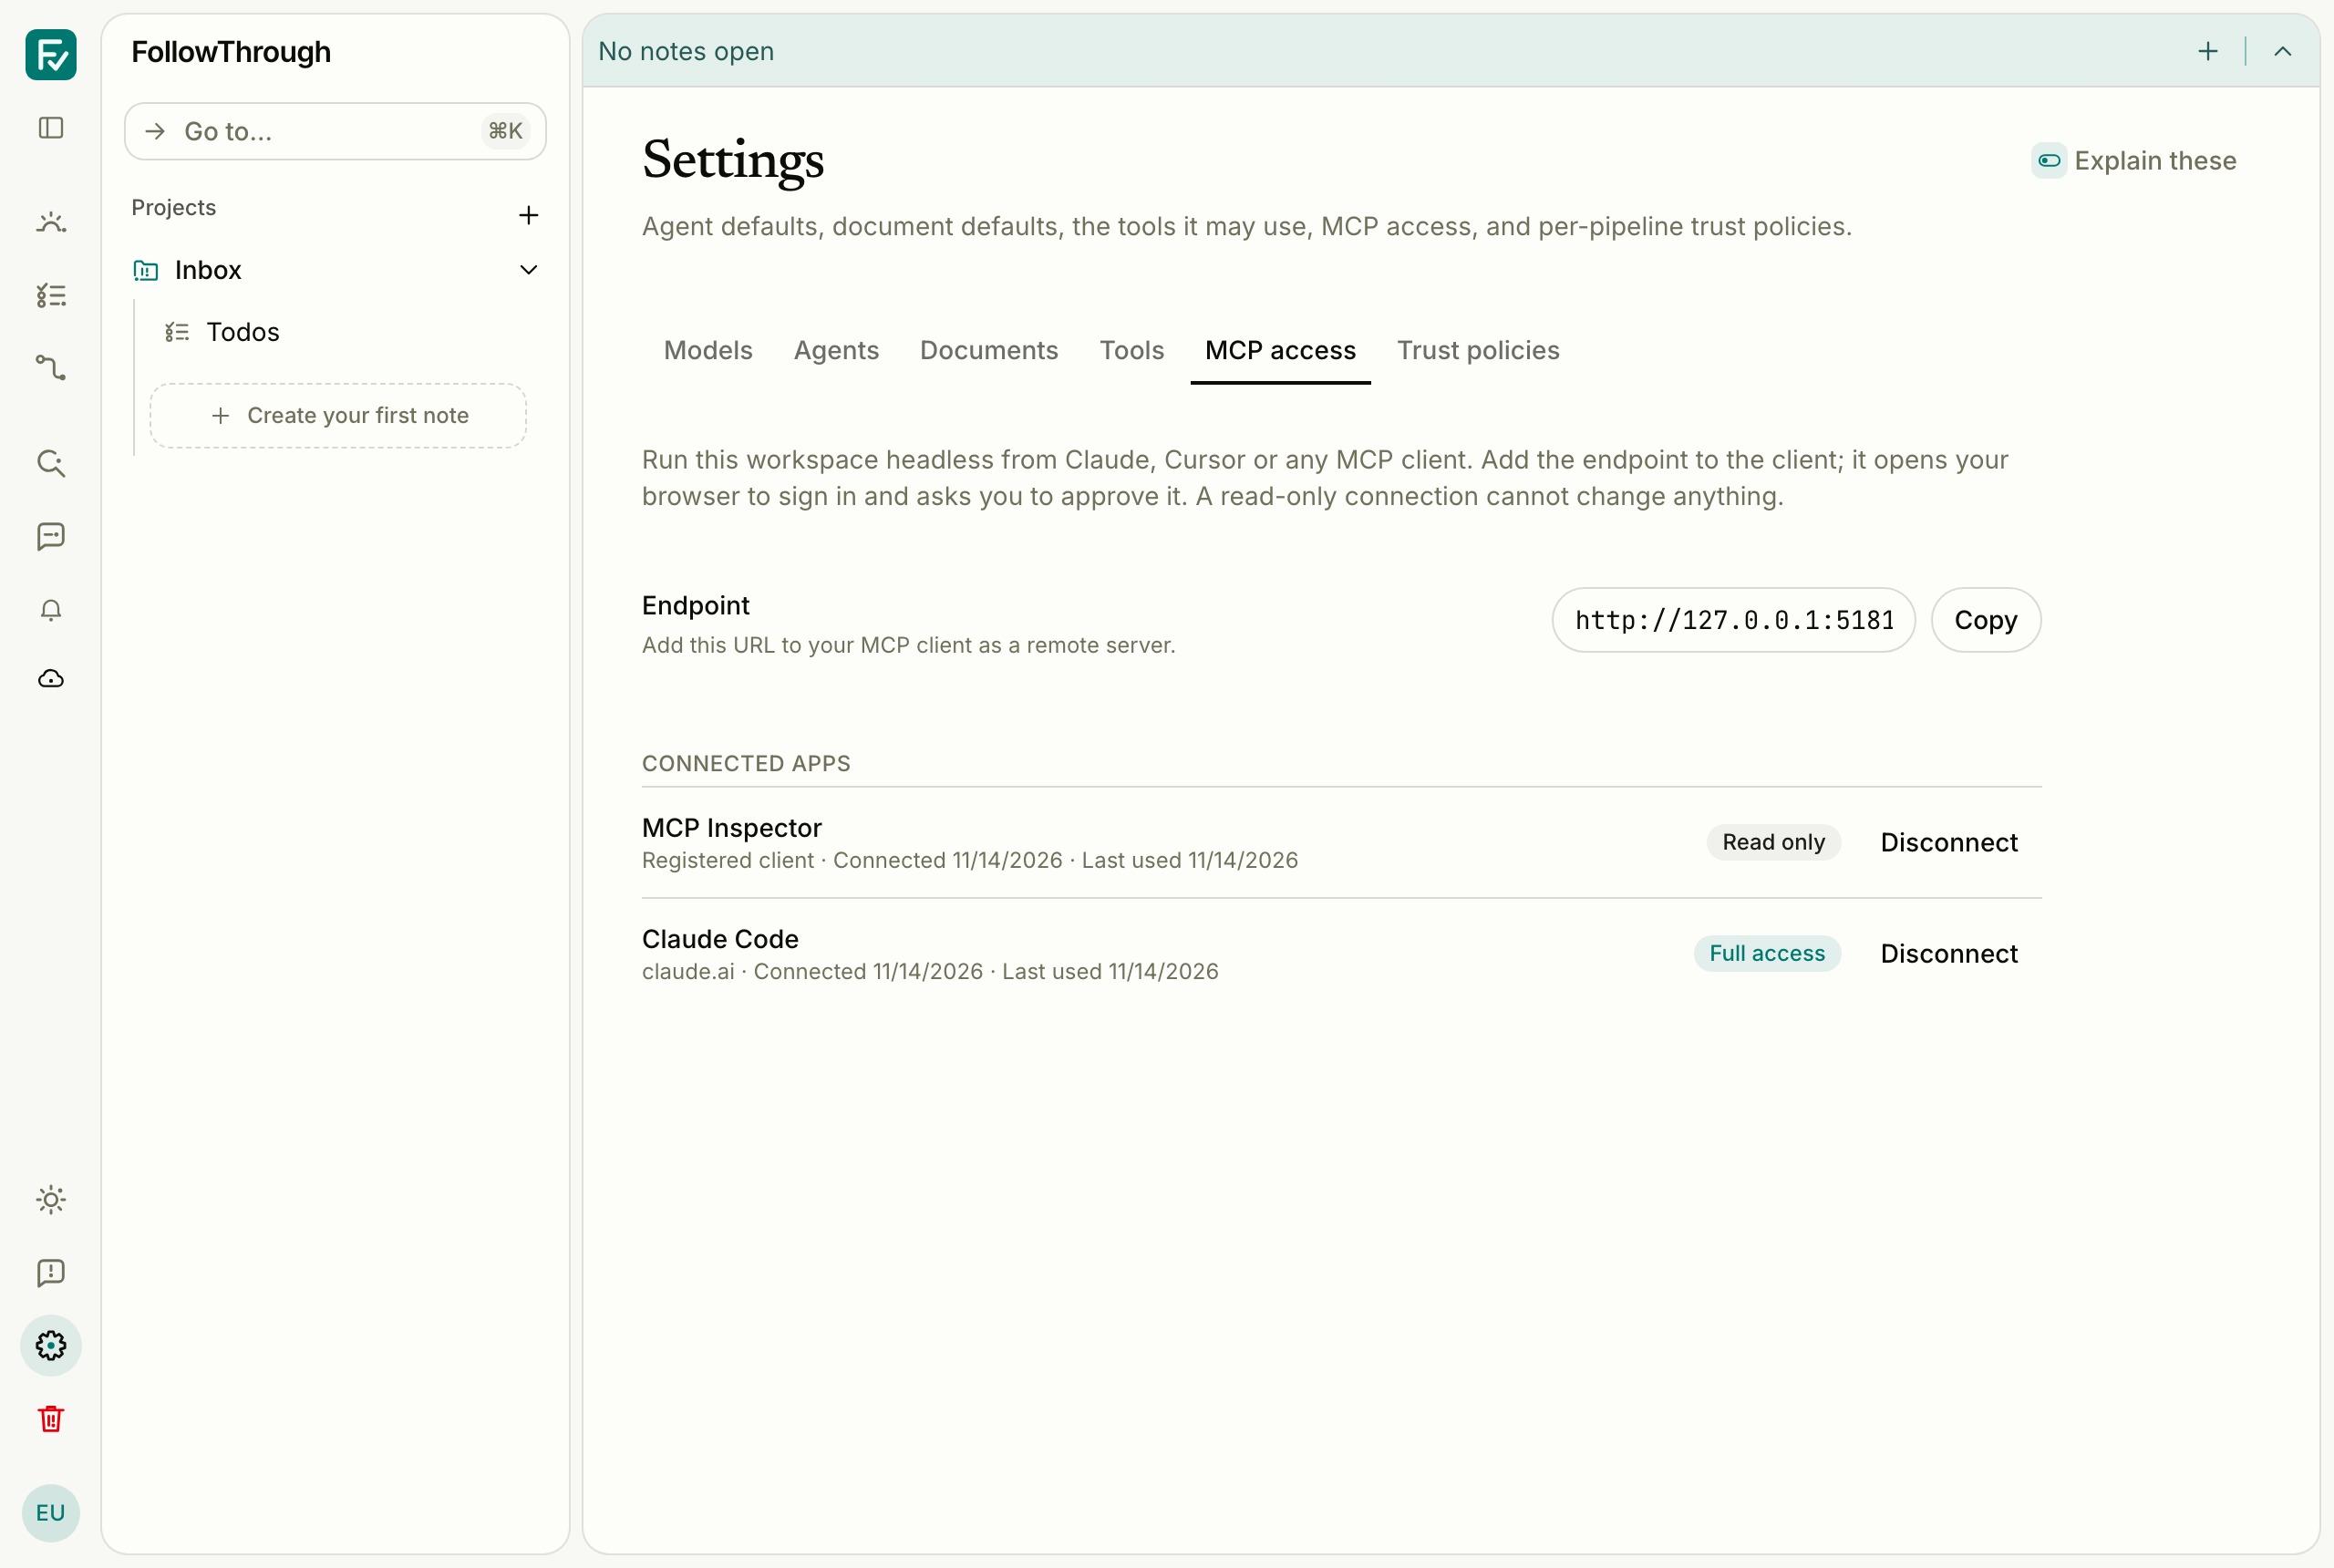 FollowThrough
Go to...
⌘K
Projects
Inbox
Todos
Create your first note
EU
No notes open
Settings
Explain these
Agent defaults, document defaults, the tools it may use, MCP access, and per-pipeline trust policies.
Models
Agents
Documents
Tools
MCP access
Trust policies
Run this workspace headless from Claude, Cursor or any MCP client. Add the endpoint to the client; it opens your
browser to sign in and asks you to approve it. A read-only connection cannot change anything.
Endpoint
Add this URL to your MCP client as a remote server.
http://127.0.0.1:5181
Copy
CONNECTED APPS
MCP Inspector
Registered client · Connected 11/14/2026 · Last used 11/14/2026
Read only
Disconnect
Claude Code
claude.ai · Connected 11/14/2026 · Last used 11/14/2026
Full access
Disconnect